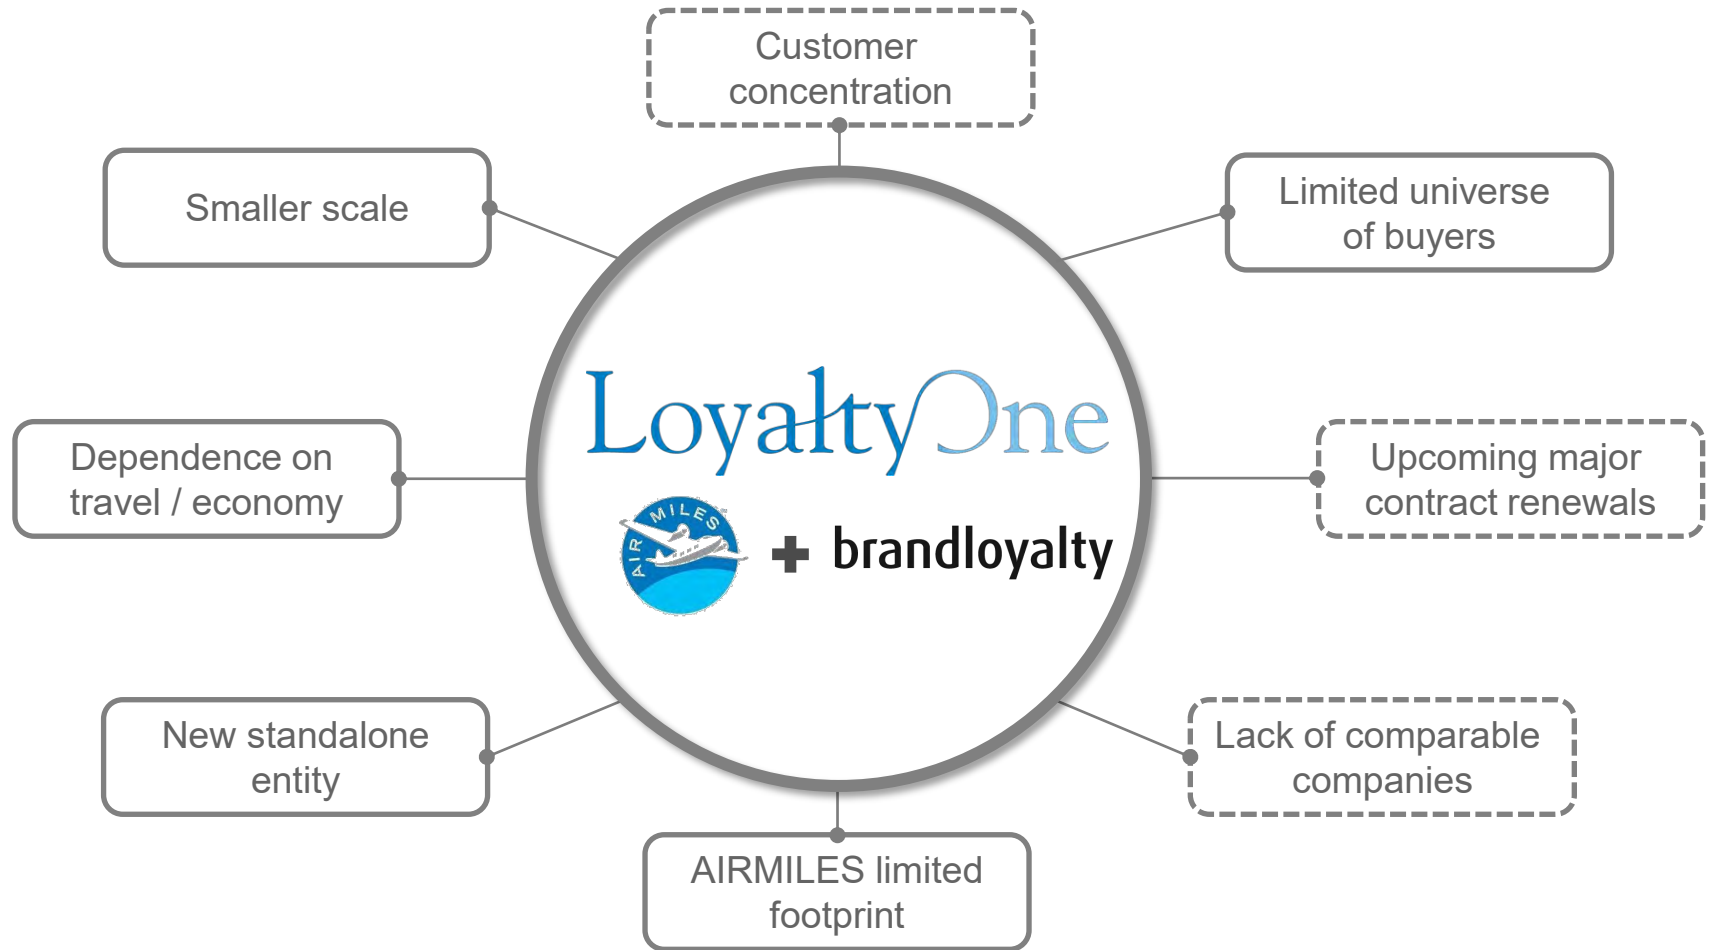 Customer
concentration
Smaller scale
Limited universe
of buyers
LoyaltyOne
AIR MILES
+ brandloyalty
Dependence on
travel / economy
Upcoming major
contract renewals
New standalone
entity
Lack of comparable
companies
AIRMILES limited
footprint